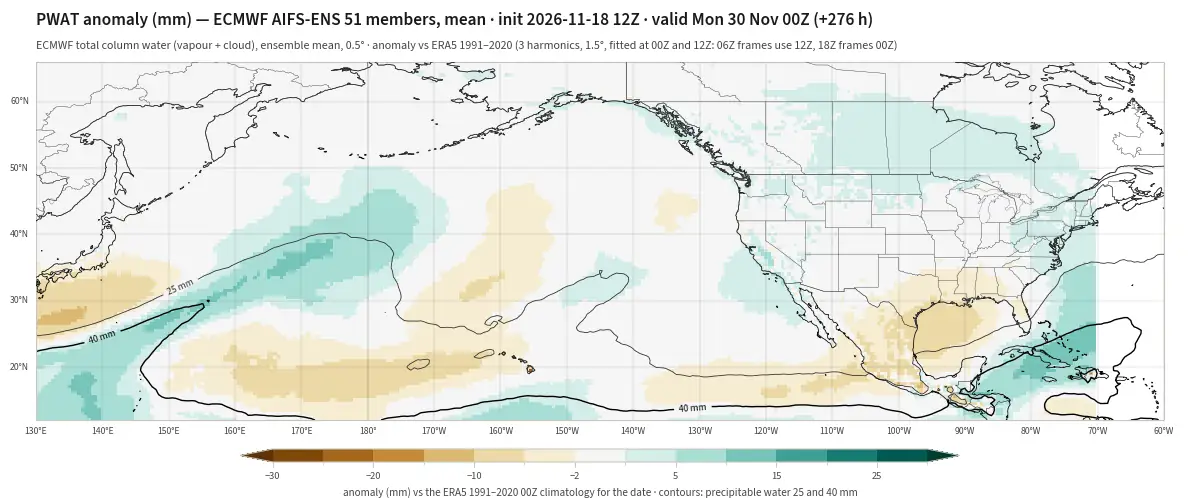 PWAT anomaly (mm) — ECMWF AIFS-ENS 51 members, mean · init 2026-11-18 12Z · valid Mon 30 Nov 00Z (+276 h)
ECMWF total column water (vapour + cloud), ensemble mean, 0.5° · anomaly vs ERA5 1991–2020 (3 harmonics, 1.5°, fitted at 00Z and 12Z: 06Z frames use 12Z, 18Z frames 00Z)
60°N
50°N
40°N
30°N
20°N
25 mm
40 mm
40 mm
130°E 140°E 150°E 160°E 170°E 180° 170°W 160°W 150°W 140°W 130°W 120°W 110°W 100°W 90°W 80°W 70°W 60°W
−30 −20 −10 −2 5 15 25
anomaly (mm) vs the ERA5 1991–2020 00Z climatology for the date · contours: precipitable water 25 and 40 mm